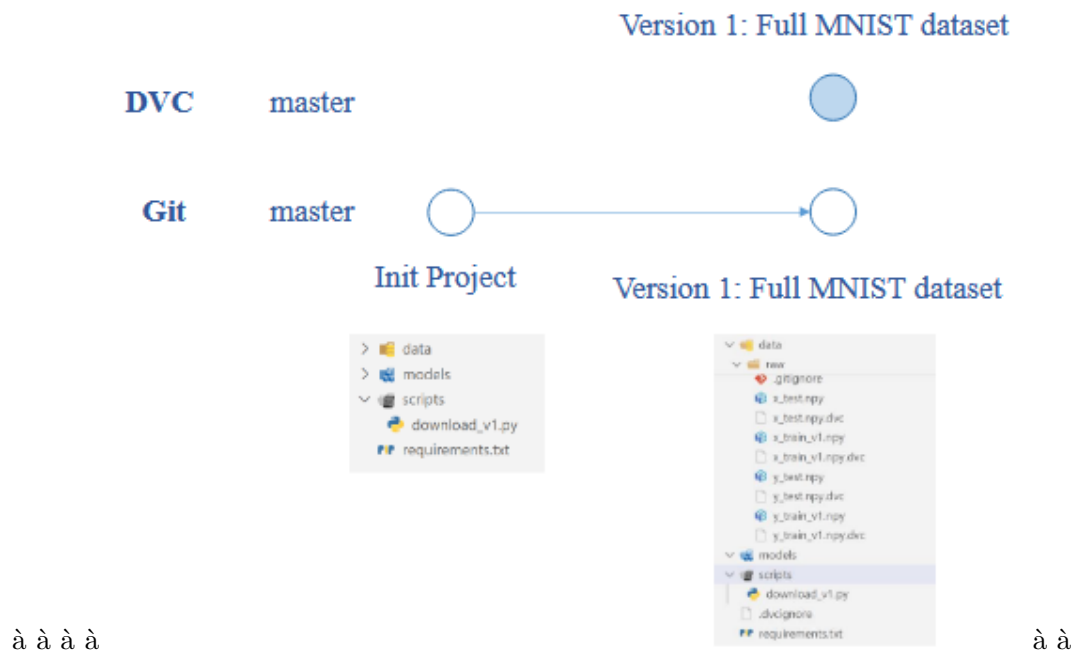 Version 1: Full MNIST dataset
DVC master
Git master
Init Project
Version 1: Full MNIST dataset
data
models
scripts
download_v1.py
requirements.txt
data
raw
.gitignore
x_test.npy
x_test.npy.dvc
x_train_v1.npy
x_train_v1.npy.dvc
y_test.npy
y_test.npy.dvc
y_train_v1.npy
y_train_v1.npy.dvc
models
scripts
download_v1.py
.dvcignore
requirements.txt
à à à à
à à